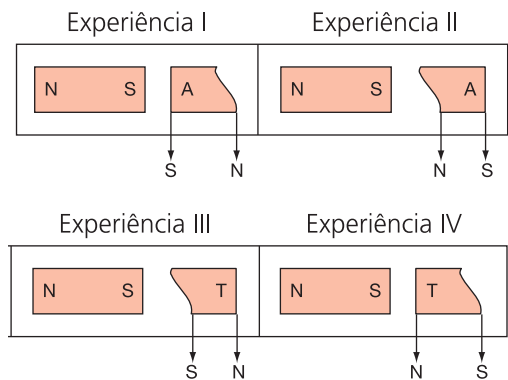 Experiência I Experiência II
N S A N S A
S N N S
Experiência III Experiência IV
N S T N S T
S N N S